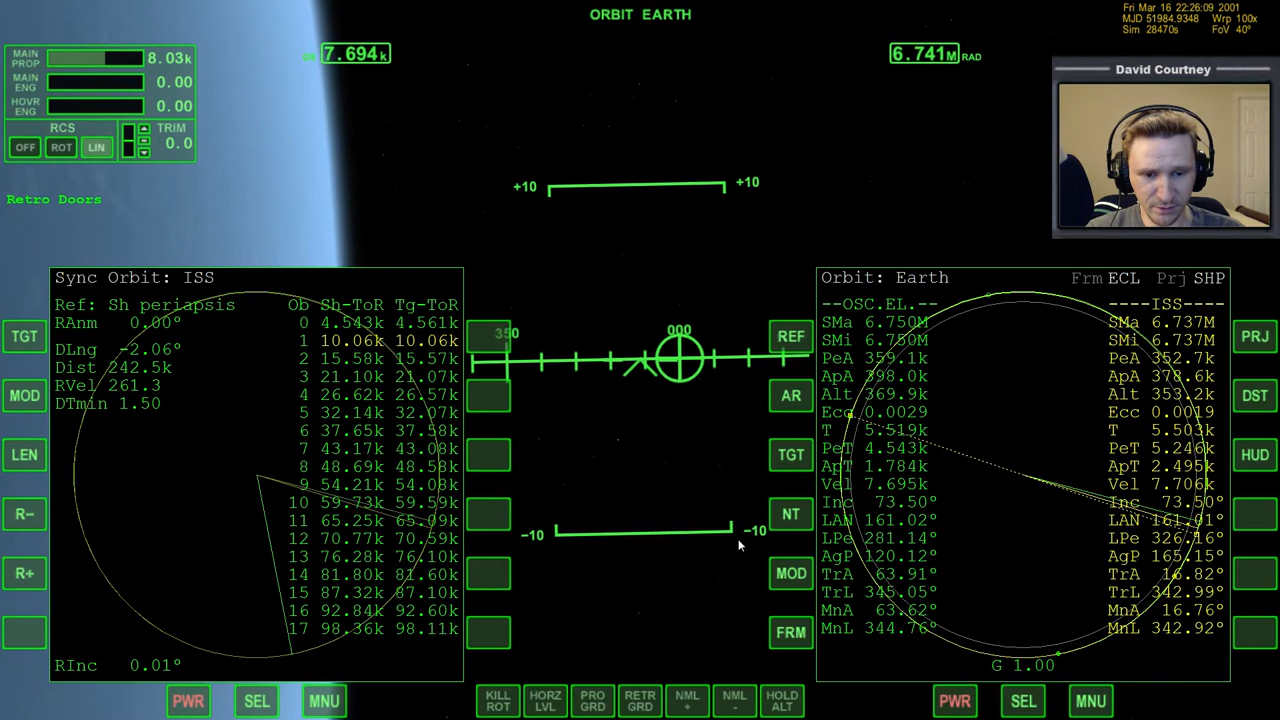 ORBIT EARTH
Fri Mar 16 22:26:09 2001
MJD 51984.9348 Wrp 100x
Sim 28470s FoV 40°
MAIN PROP 8.03k
MAIN ENG 0.00
HOVR ENG 0.00
RCS TRIM
OFF ROT LIN 0.0
7.694k
6.741M RAD
David Courtney
Retro Doors
+10 +10
350 000
-10 -10
Sync Orbit: ISS
Ref: Sh periapsis Ob Sh-ToR Tg-ToR
RAnm 0.00° 0 4.543k 4.561k
1 10.06k 10.06k
DLng -2.06° 2 15.58k 15.57k
Dist 242.5k 3 21.10k 21.07k
RVel 261.3 4 26.62k 26.57k
DTmin 1.50 5 32.14k 32.07k
6 37.65k 37.58k
7 43.17k 43.08k
8 48.69k 48.58k
9 54.21k 54.08k
10 59.73k 59.59k
11 65.25k 65.09k
12 70.77k 70.59k
13 76.28k 76.10k
14 81.80k 81.60k
15 87.32k 87.10k
16 92.84k 92.60k
17 98.36k 98.11k
RInc 0.01°
TGT
MOD
LEN
R-
R+
PWR SEL MNU
KILL ROT HORZ LVL PRO GRD RETR GRD NML + NML - HOLD ALT
REF
AR
TGT
NT
MOD
FRM
Orbit: Earth Frm ECL Prj SHP
--OSC.EL.-- ----ISS----
SMa 6.750M SMa 6.737M
SMi 6.750M SMi 6.737M
PeA 359.1k PeA 352.7k
ApA 398.0k ApA 378.6k
Alt 369.9k Alt 353.2k
Ecc 0.0029 Ecc 0.0019
T 5.519k T 5.503k
PeT 4.543k PeT 5.246k
ApT 1.784k ApT 2.495k
Vel 7.695k Vel 7.706k
Inc 73.50° Inc 73.50°
LAN 161.02° LAN 161.01°
LPe 281.14° LPe 326.16°
AgP 120.12° AgP 165.15°
TrA 63.91° TrA 16.82°
TrL 345.05° TrL 342.99°
MnA 63.62° MnA 16.76°
MnL 344.76° MnL 342.92°
G 1.00
PRJ
DST
HUD
PWR SEL MNU